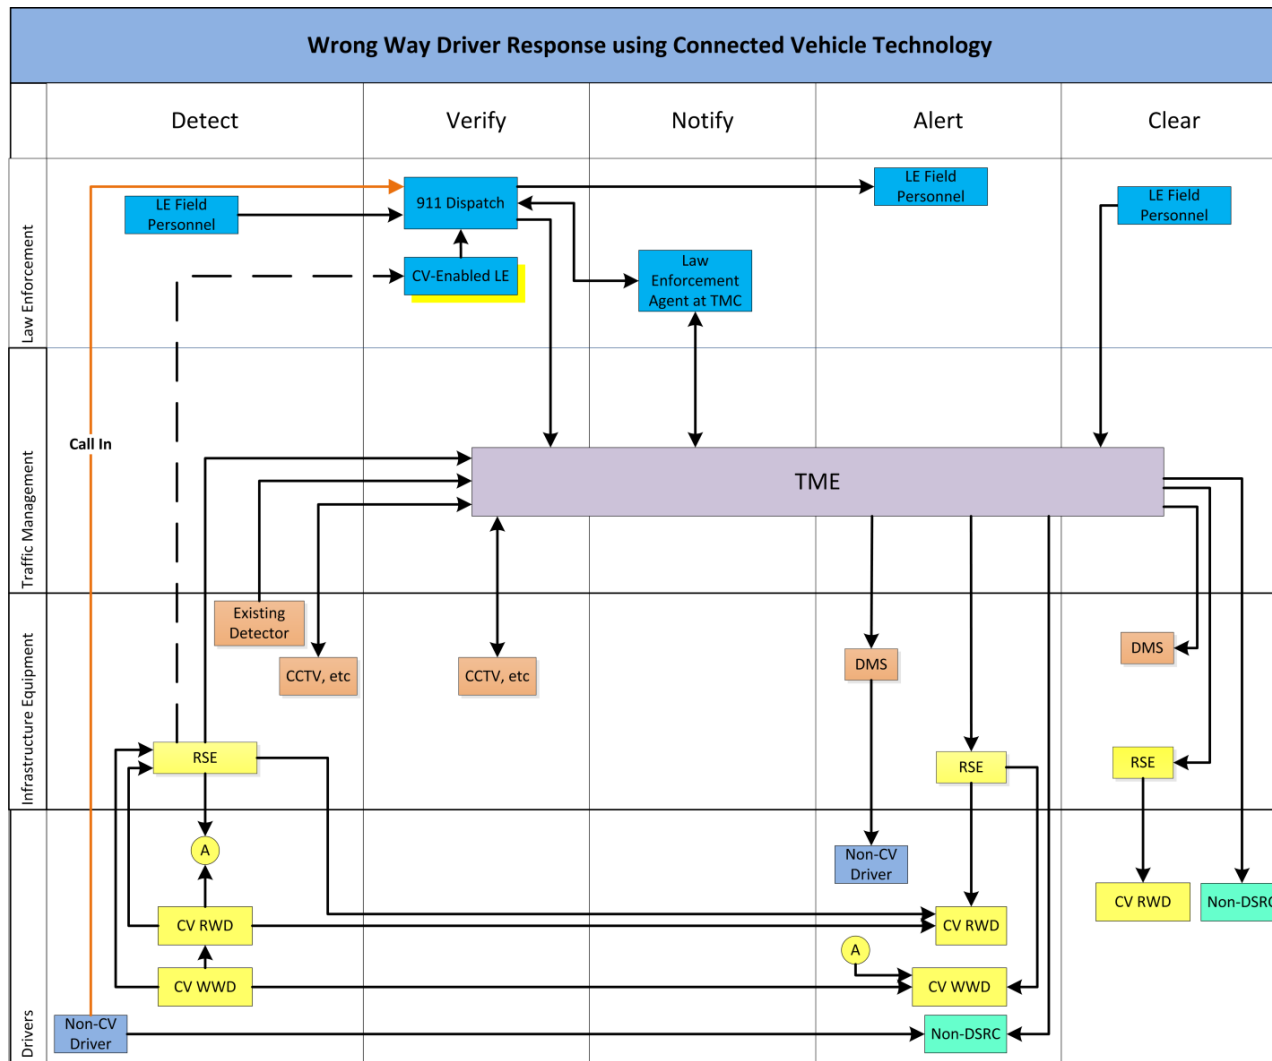 Wrong Way Driver Response using Connected Vehicle Technology
Detect
Verify
Notify
Alert
Clear
Law Enforcement
LE Field
Personnel
911 Dispatch
CV-Enabled LE
Law
Enforcement
Agent at TMC
LE Field
Personnel
LE Field
Personnel
Call In
Traffic Management
TME
Infrastructure Equipment
Existing
Detector
CCTV, etc
CCTV, etc
DMS
DMS
RSE
RSE
RSE
Drivers
A
Non-CV
Driver
CV RWD
Non-DSRC
CV RWD
CV RWD
A
CV WWD
CV WWD
Non-CV
Driver
Non-DSRC